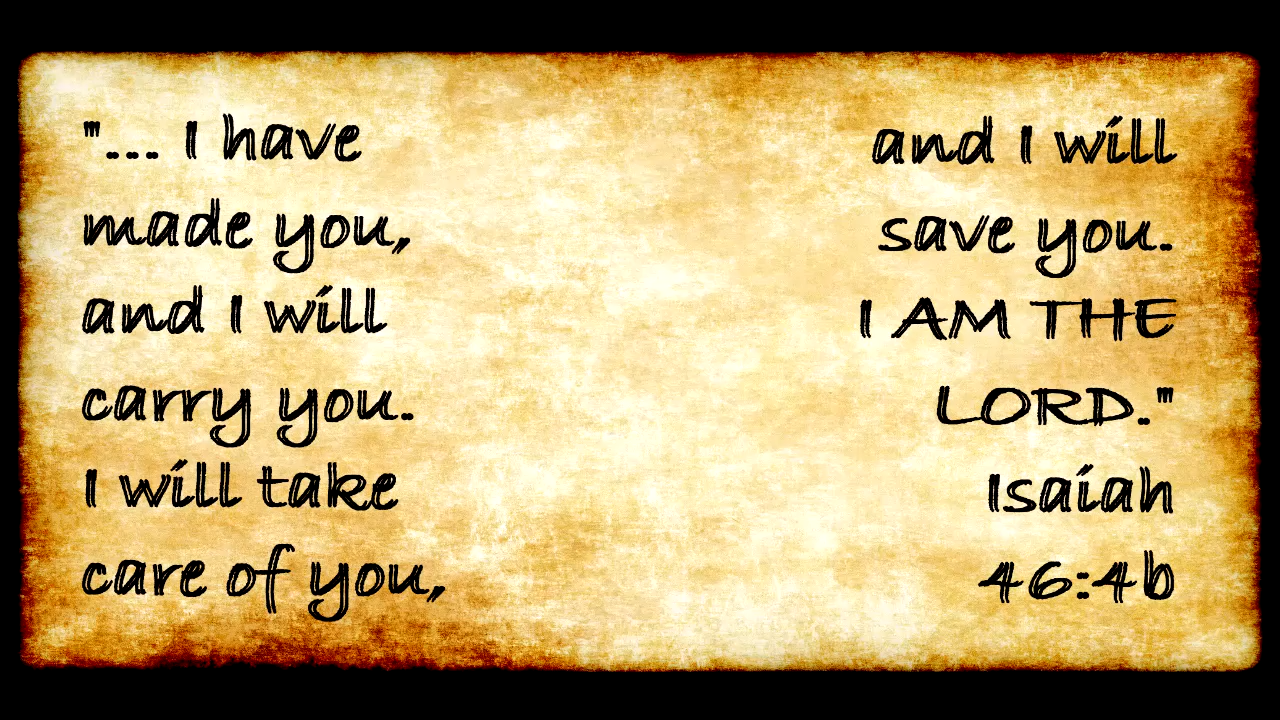 "... I have
made you,
and I will
carry you.
I will take
care of you,
and I will
save you.
I AM THE
LORD."
Isaiah
46:4b